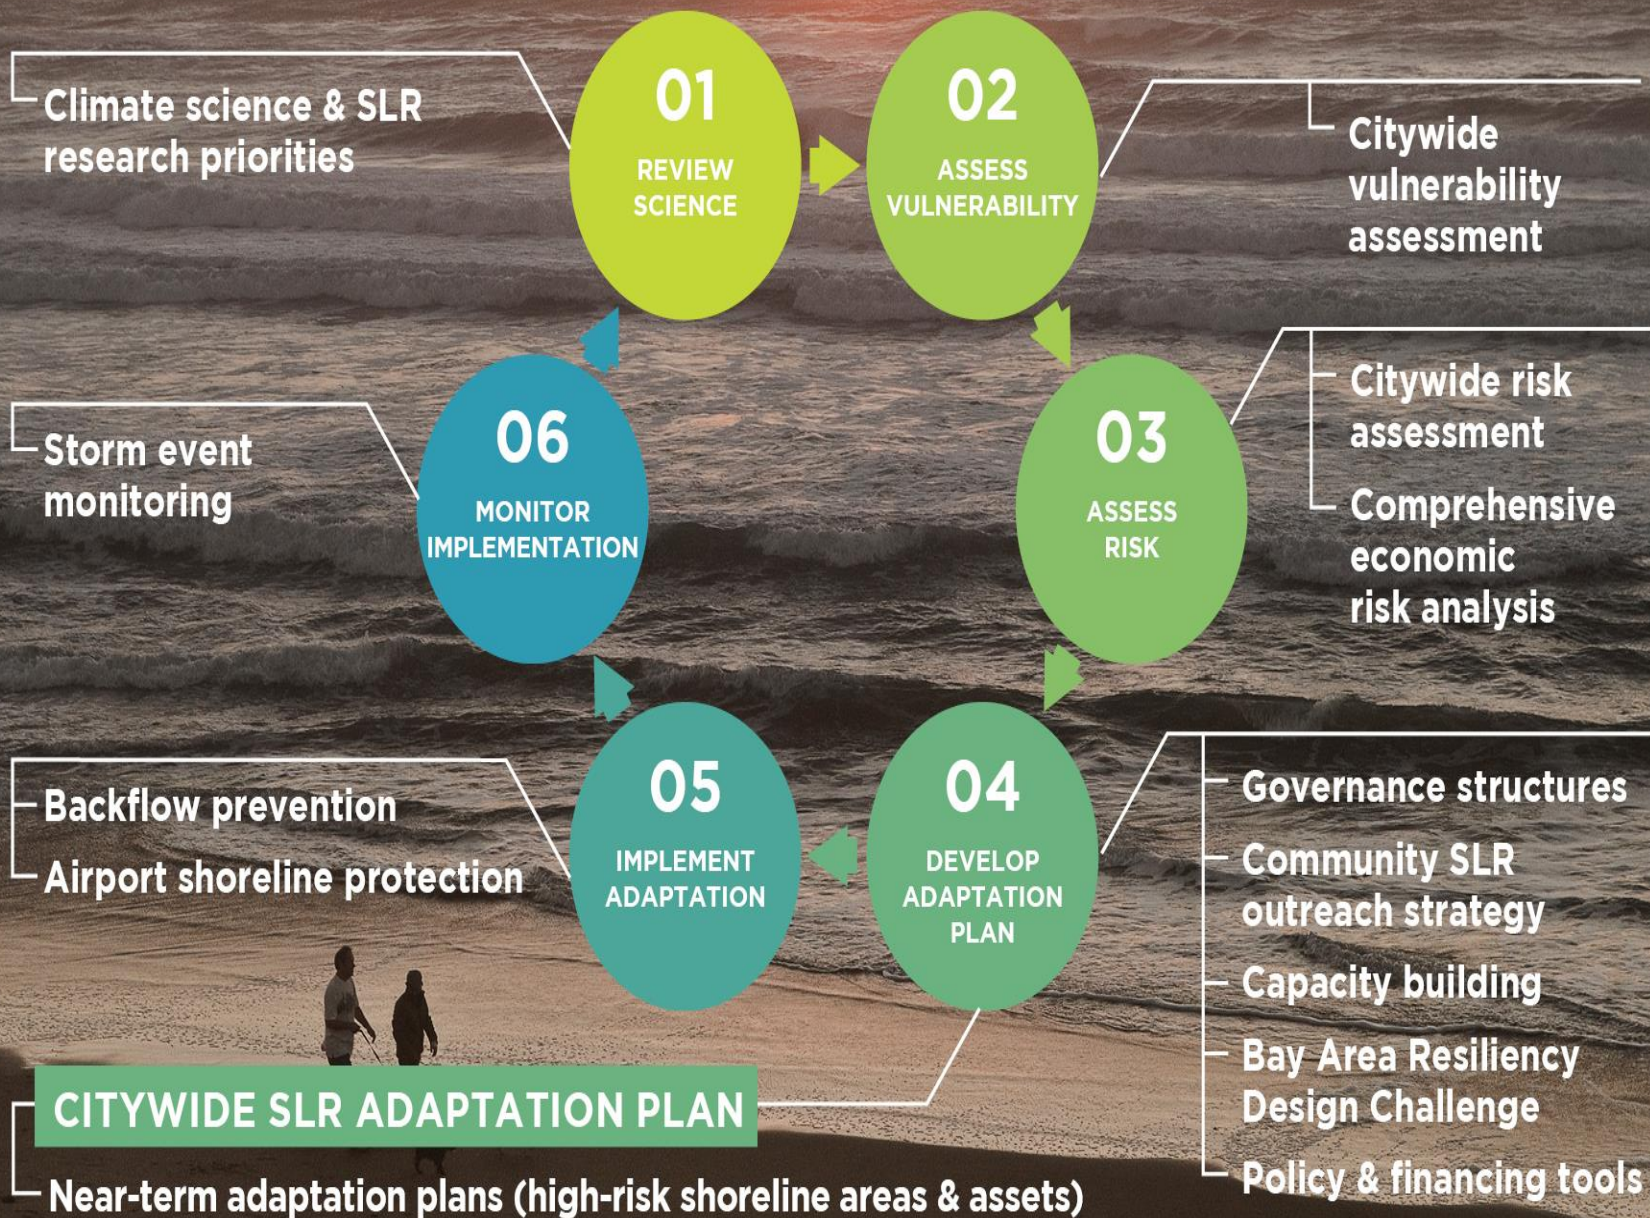 Climate science & SLR
research priorities
01
REVIEW
SCIENCE
02
ASSESS
VULNERABILITY
Citywide
vulnerability
assessment
03
ASSESS
RISK
Citywide risk
assessment
Comprehensive
economic
risk analysis
04
DEVELOP
ADAPTATION
PLAN
Governance structures
Community SLR
outreach strategy
Capacity building
Bay Area Resiliency
Design Challenge
Policy & financing tools
CITYWIDE SLR ADAPTATION PLAN
Near-term adaptation plans (high-risk shoreline areas & assets)
05
IMPLEMENT
ADAPTATION
Backflow prevention
Airport shoreline protection
06
MONITOR
IMPLEMENTATION
Storm event
monitoring